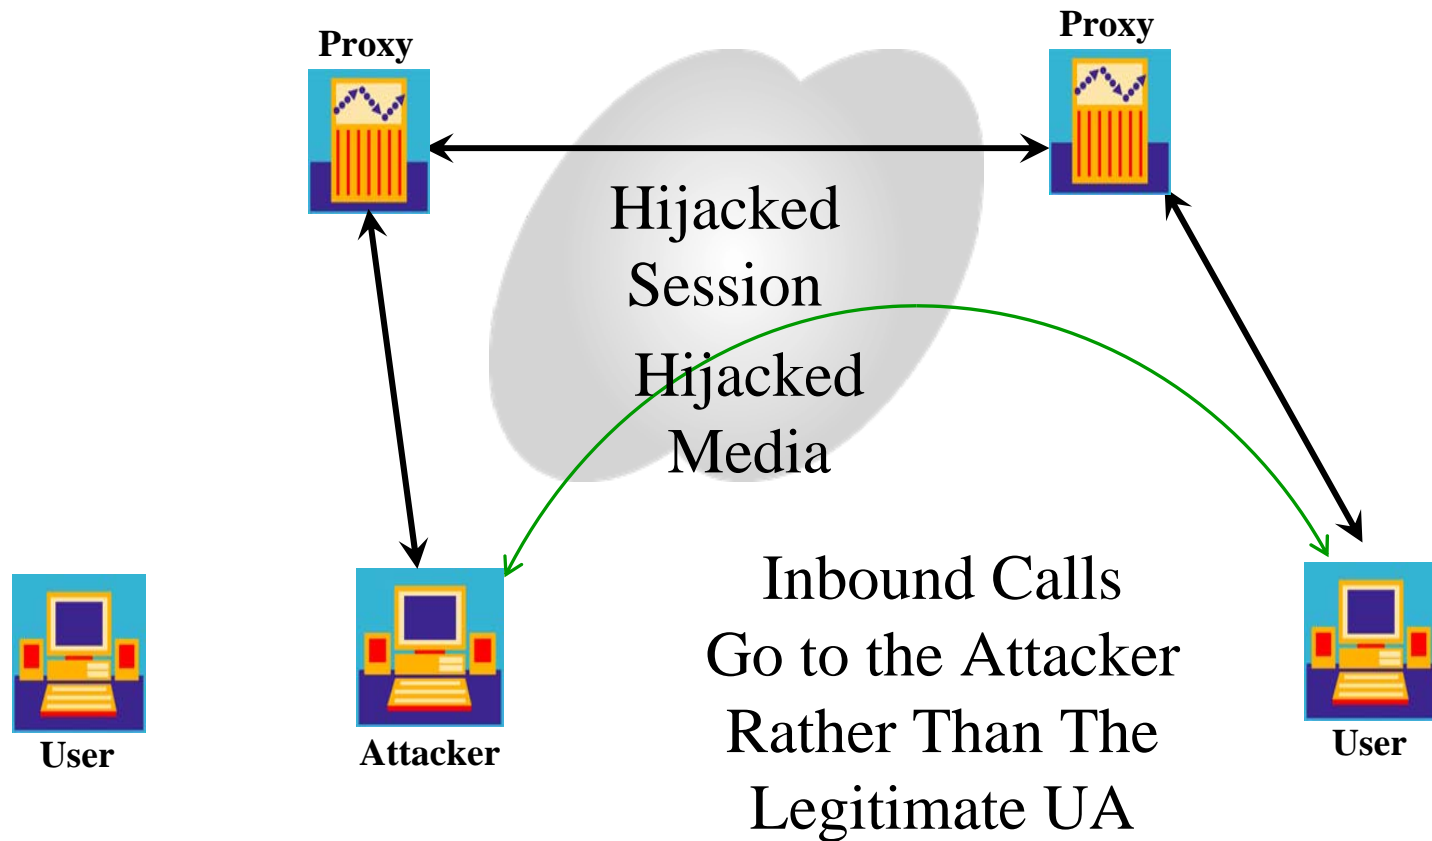 Proxy
Proxy
Hijacked
Session
Hijacked
Media
Inbound Calls
Go to the Attacker
Rather Than The
Legitimate UA
User
Attacker
User